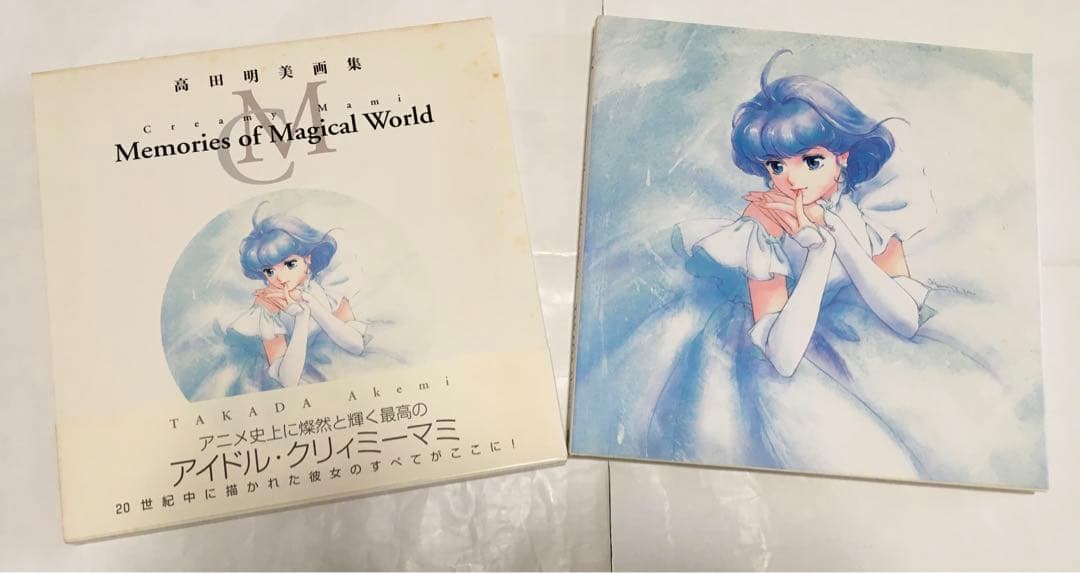 高田明美画集
MC
Creamy Mami
Memories of Magical World
TAKADA Akemi
アニメ史上に燦然と輝く最高の
アイドル・クリィミーマミ
20世紀中に描かれた彼女のすべてがここに！